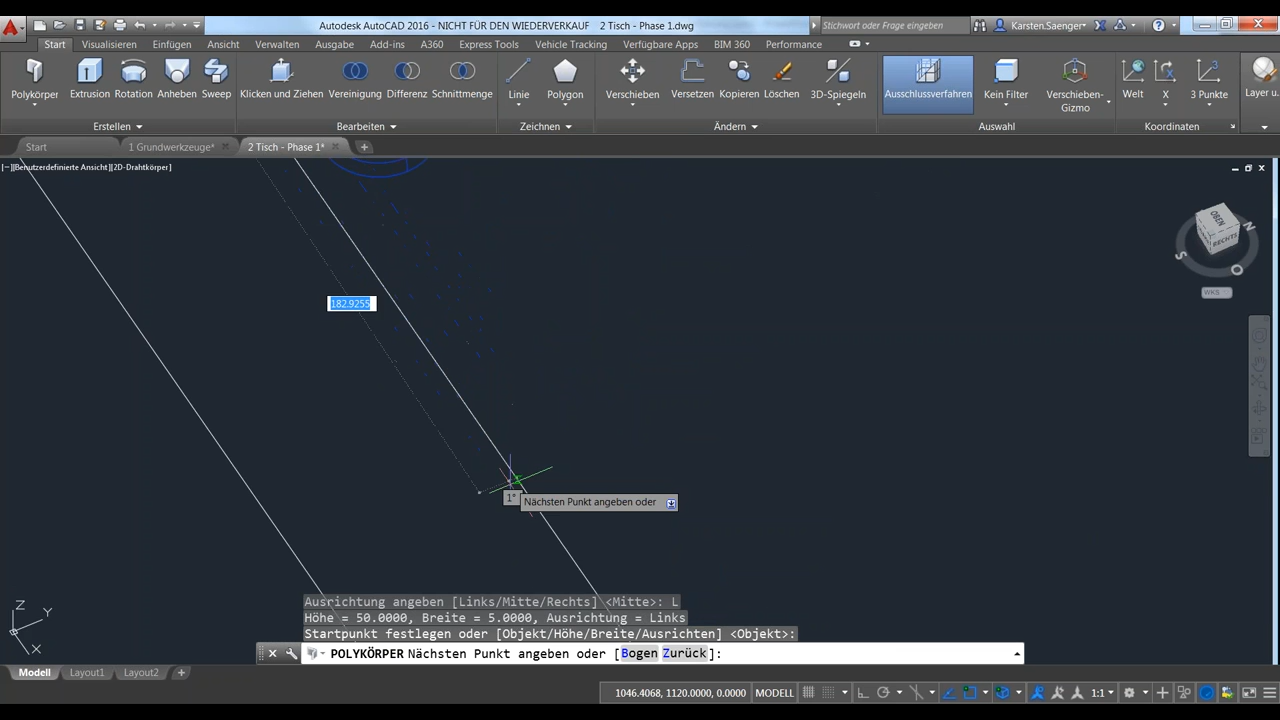 Autodesk AutoCAD 2016 - NICHT FÜR DEN WIEDERVERKAUF 2 Tisch - Phase 1.dwg
Stichwort oder Frage eingeben
Karsten.Saenger
Start Visualisieren Einfügen Ansicht Verwalten Ausgabe Add-ins A360 Express Tools Vehicle Tracking Verfügbare Apps BIM 360 Performance
Polykörper Extrusion Rotation Anheben Sweep Klicken und Ziehen Vereinigung Differenz Schnittmenge Linie Polygon Verschieben Versetzen Kopieren Löschen 3D-Spiegeln Ausschlussverfahren Kein Filter Verschieben-Gizmo Welt X 3 Punkte Layer u.
Erstellen Bearbeiten Zeichnen Ändern Auswahl Koordinaten
Start 1 Grundwerkzeuge* 2 Tisch - Phase 1*
[−][Benutzerdefinierte Ansicht][2D-Drahtkörper]
OBEN
RECHTS
N
S
O
WKS
182.9255
1°
Nächsten Punkt angeben oder
Z
Y
X
Ausrichtung angeben [Links/Mitte/Rechts] <Mitte>: L
Höhe = 50.0000, Breite = 5.0000, Ausrichtung = Links
Startpunkt festlegen oder [Objekt/Höhe/Breite/Ausrichten] <Objekt>:
POLYKÖRPER Nächsten Punkt angeben oder [Bogen Zurück]:
Modell Layout1 Layout2
1046.4068, 1120.0000, 0.0000 MODELL 1:1